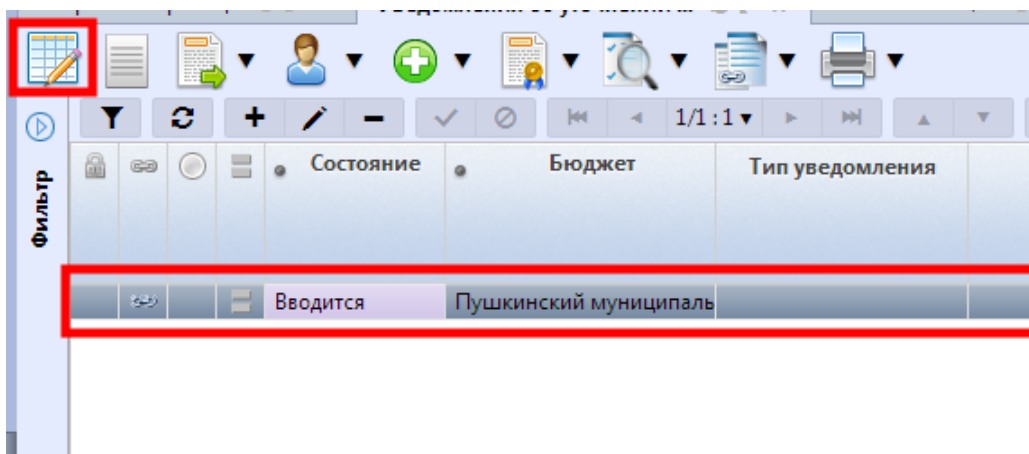 1/1 : 1
Фильтр
Состояние
Бюджет
Тип уведомления
Вводится
Пушкинский муниципаль